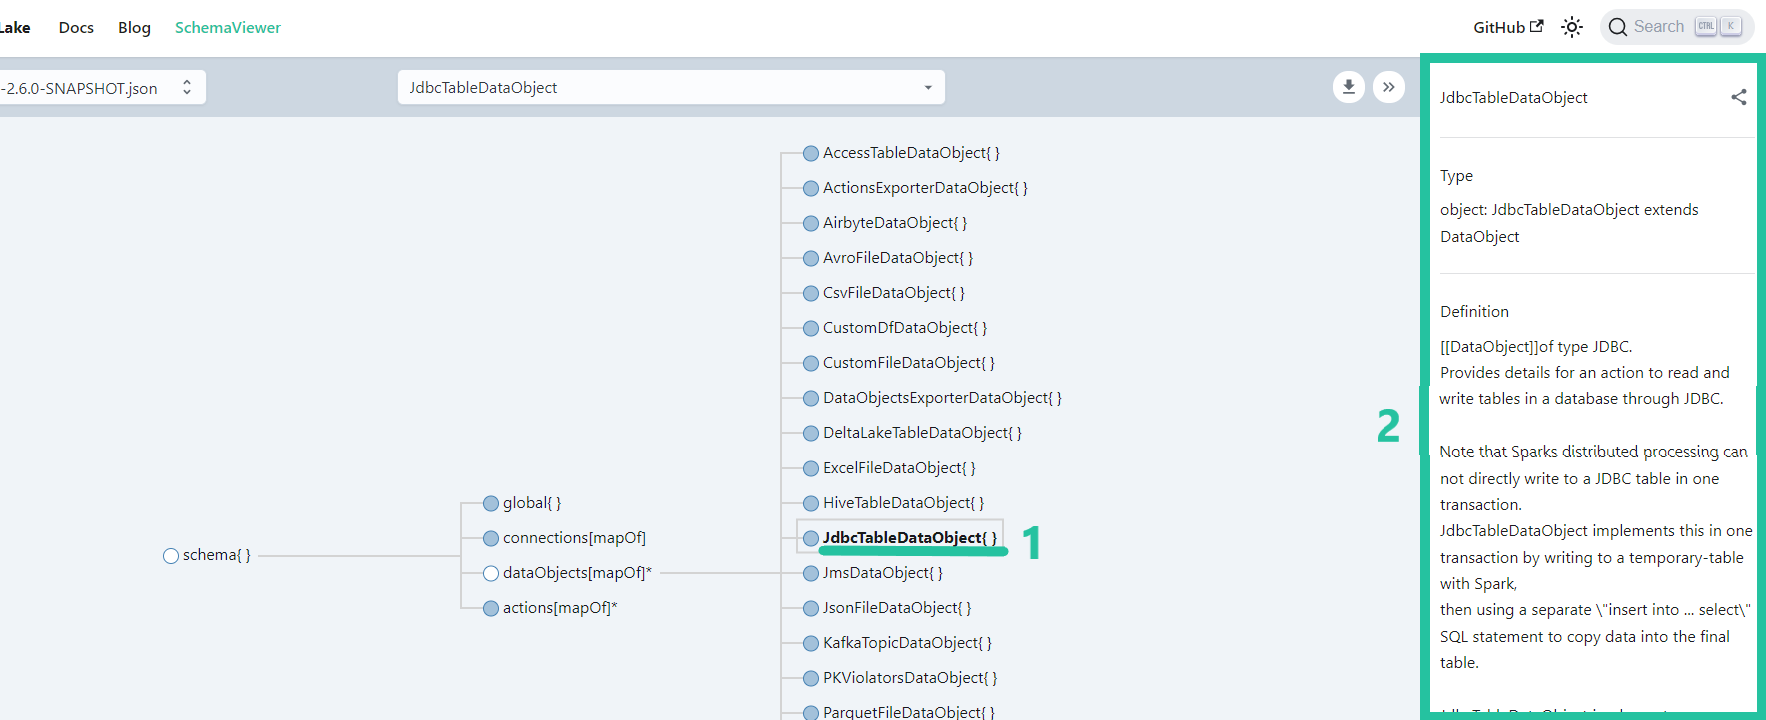 Lake Docs Blog SchemaViewer GitHub Search CTRL K
-2.6.0-SNAPSHOT.json JdbcTableDataObject
schema{ }
global{ }
connections[mapOf]
dataObjects[mapOf]*
actions[mapOf]*
AccessTableDataObject{ }
ActionsExporterDataObject{ }
AirbyteDataObject{ }
AvroFileDataObject{ }
CsvFileDataObject{ }
CustomDfDataObject{ }
CustomFileDataObject{ }
DataObjectsExporterDataObject{ }
DeltaLakeTableDataObject{ }
ExcelFileDataObject{ }
HiveTableDataObject{ }
JdbcTableDataObject{ } 1
JmsDataObject{ }
JsonFileDataObject{ }
KafkaTopicDataObject{ }
PKViolatorsDataObject{ }
ParquetFileDataObject{ }
2
JdbcTableDataObject
Type
object: JdbcTableDataObject extends
DataObject
Definition
[[DataObject]]of type JDBC.
Provides details for an action to read and
write tables in a database through JDBC.
Note that Sparks distributed processing can
not directly write to a JDBC table in one
transaction.
JdbcTableDataObject implements this in one
transaction by writing to a temporary-table
with Spark,
then using a separate \"insert into ... select\"
SQL statement to copy data into the final
table.